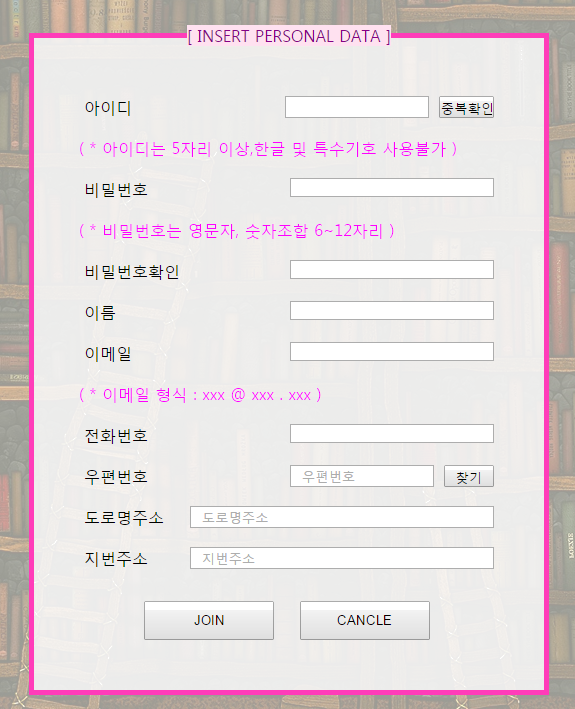 [ INSERT PERSONAL DATA ]
아이디 중복확인
( * 아이디는 5자리 이상,한글 및 특수기호 사용불가 )
비밀번호
( * 비밀번호는 영문자, 숫자조합 6~12자리 )
비밀번호확인
이름
이메일
( * 이메일 형식 : xxx @ xxx . xxx )
전화번호
우편번호 우편번호 찾기
도로명주소 도로명주소
지번주소 지번주소
JOIN CANCLE